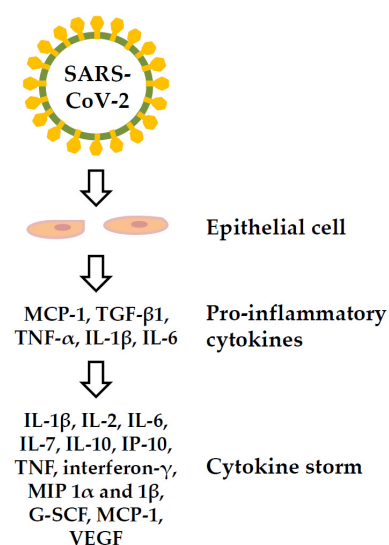 SARS-
CoV-2
Epithelial cell
MCP-1, TGF-β1,
TNF-α, IL-1β, IL-6
Pro-inflammatory
cytokines
IL-1β, IL-2, IL-6,
IL-7, IL-10, IP-10,
TNF, interferon-γ,
MIP 1α and 1β,
G-SCF, MCP-1,
VEGF
Cytokine storm